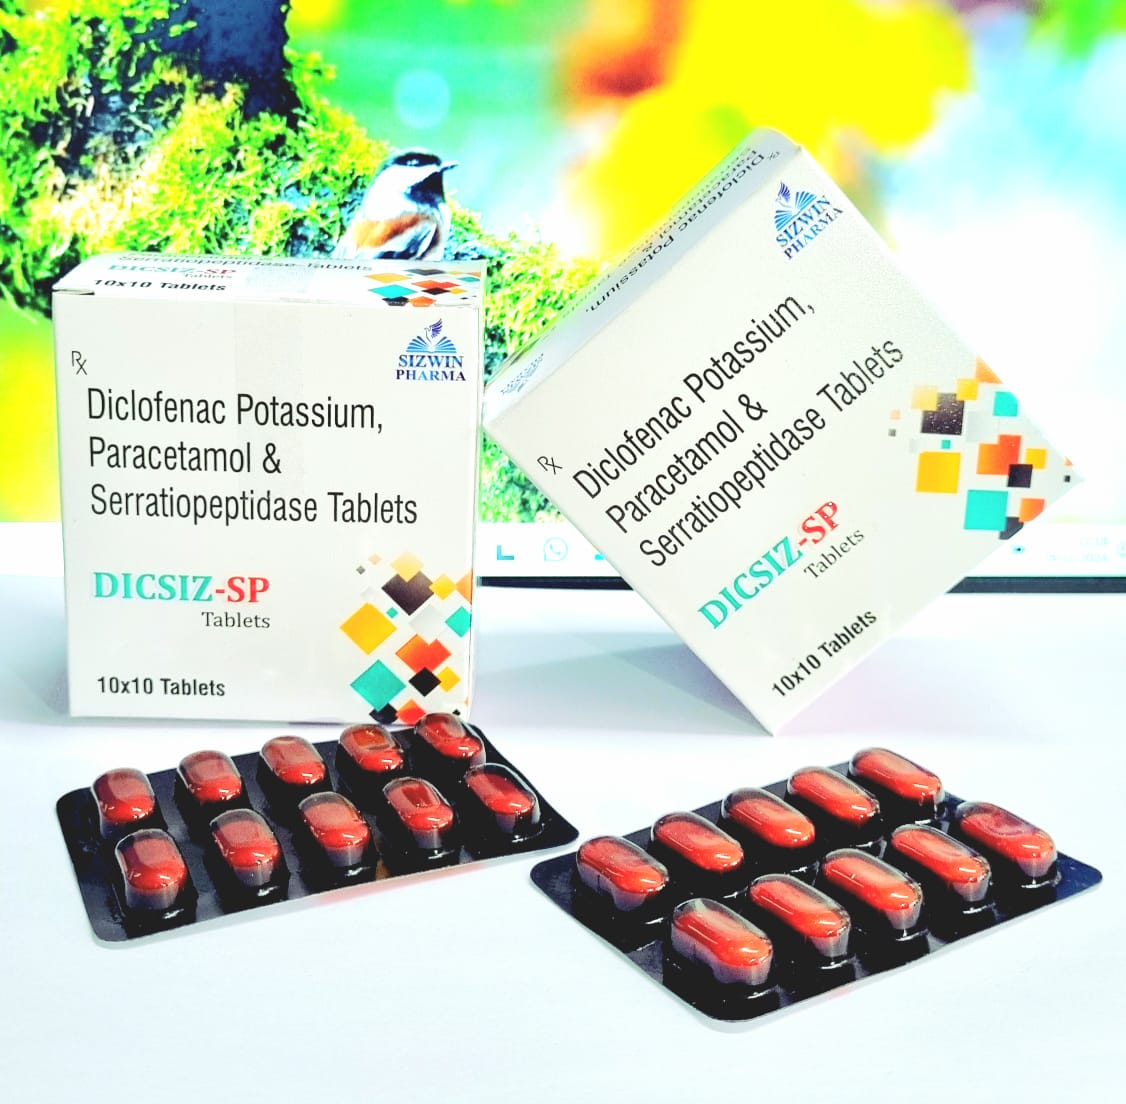 Serratiopeptidase Tablets
DICSIZ-SP
Tablets
10x10 Tablets
Rx
SIZWIN
PHARMA
Diclofenac Potassium,
Paracetamol &
Serratiopeptidase Tablets
DICSIZ-SP
Tablets
10x10 Tablets
Diclofenac Potassium,
SIZWIN
PHARMA
Rx
Diclofenac Potassium,
Paracetamol &
Serratiopeptidase Tablets
DICSIZ-SP
Tablets
10x10 Tablets